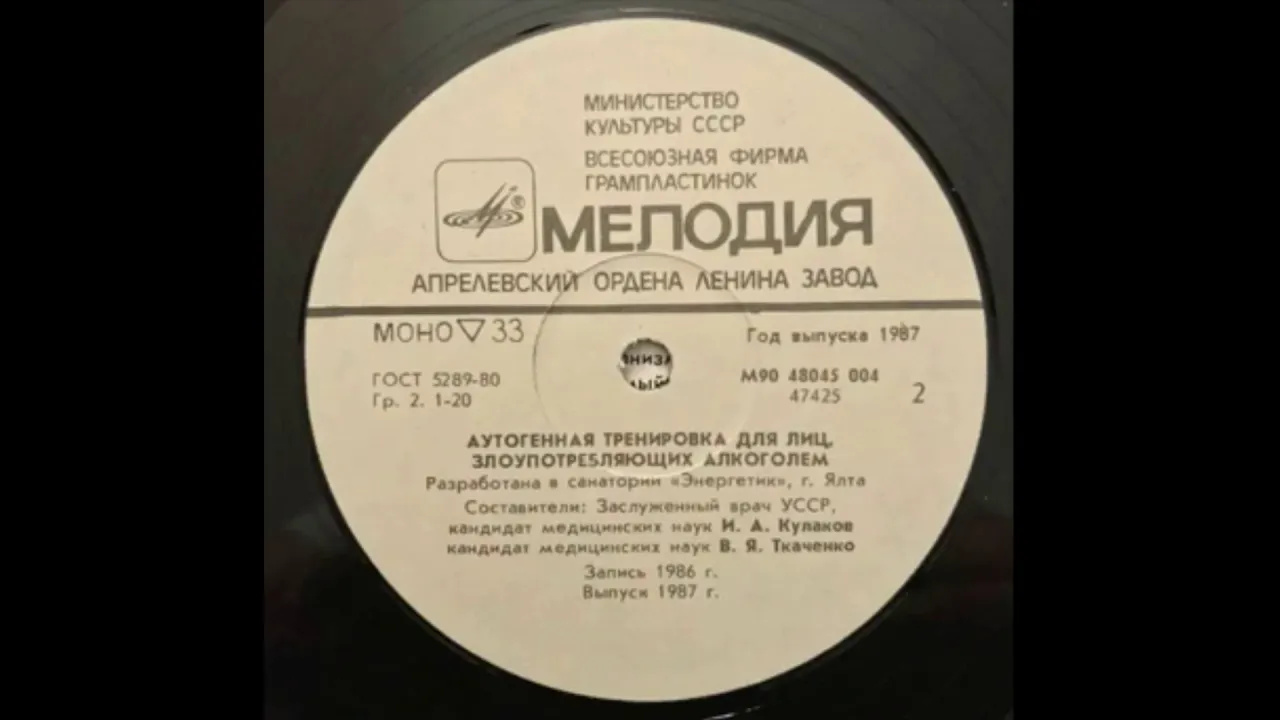 МИНИСТЕРСТВО
КУЛЬТУРЫ СССР
ВСЕСОЮЗНАЯ ФИРМА
ГРАМПЛАСТИНОК
®
МЕЛОДИЯ
АПРЕЛЕВСКИЙ ОРДЕНА ЛЕНИНА ЗАВОД
МОНО ▽ 33
Год выпуска 1987
ГОСТ 5289-80
Гр. 2. 1-20
М90 48045 004
47425
2
АУТОГЕННАЯ ТРЕНИРОВКА ДЛЯ ЛИЦ,
ЗЛОУПОТРЕБЛЯЮЩИХ АЛКОГОЛЕМ
Разработана в санатории «Энергетик», г. Ялта
Составители: Заслуженный врач УССР,
кандидат медицинских наук И. А. Кулаков
кандидат медицинских наук В. Я. Ткаченко
Запись 1986 г.
Выпуск 1987 г.